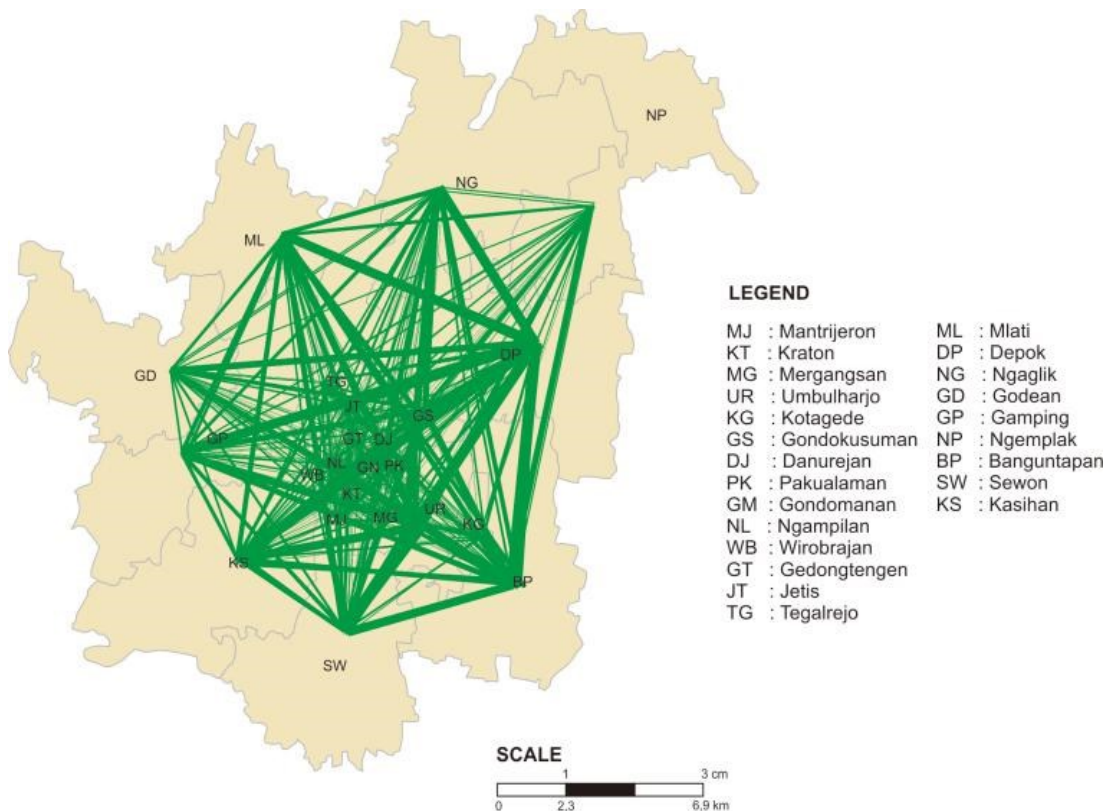 NP
NG
ML
DP
GD
TG
JT
GS
GP
GT
DJ
NL
GN
PK
WB
KT
MJ
MG
UR
KG
KS
BP
SW
LEGEND
MJ : Mantrijeron
KT : Kraton
MG : Mergangsan
UR : Umbulharjo
KG : Kotagede
GS : Gondokusuman
DJ : Danurejan
PK : Pakualaman
GM : Gondomanan
NL : Ngampilan
WB : Wirobrajan
GT : Gedongtengen
JT : Jetis
TG : Tegalrejo
ML : Mlati
DP : Depok
NG : Ngaglik
GD : Godean
GP : Gamping
NP : Ngemplak
BP : Banguntapan
SW : Sewon
KS : Kasihan
SCALE
1 3 cm
0 2,3 6,9 km